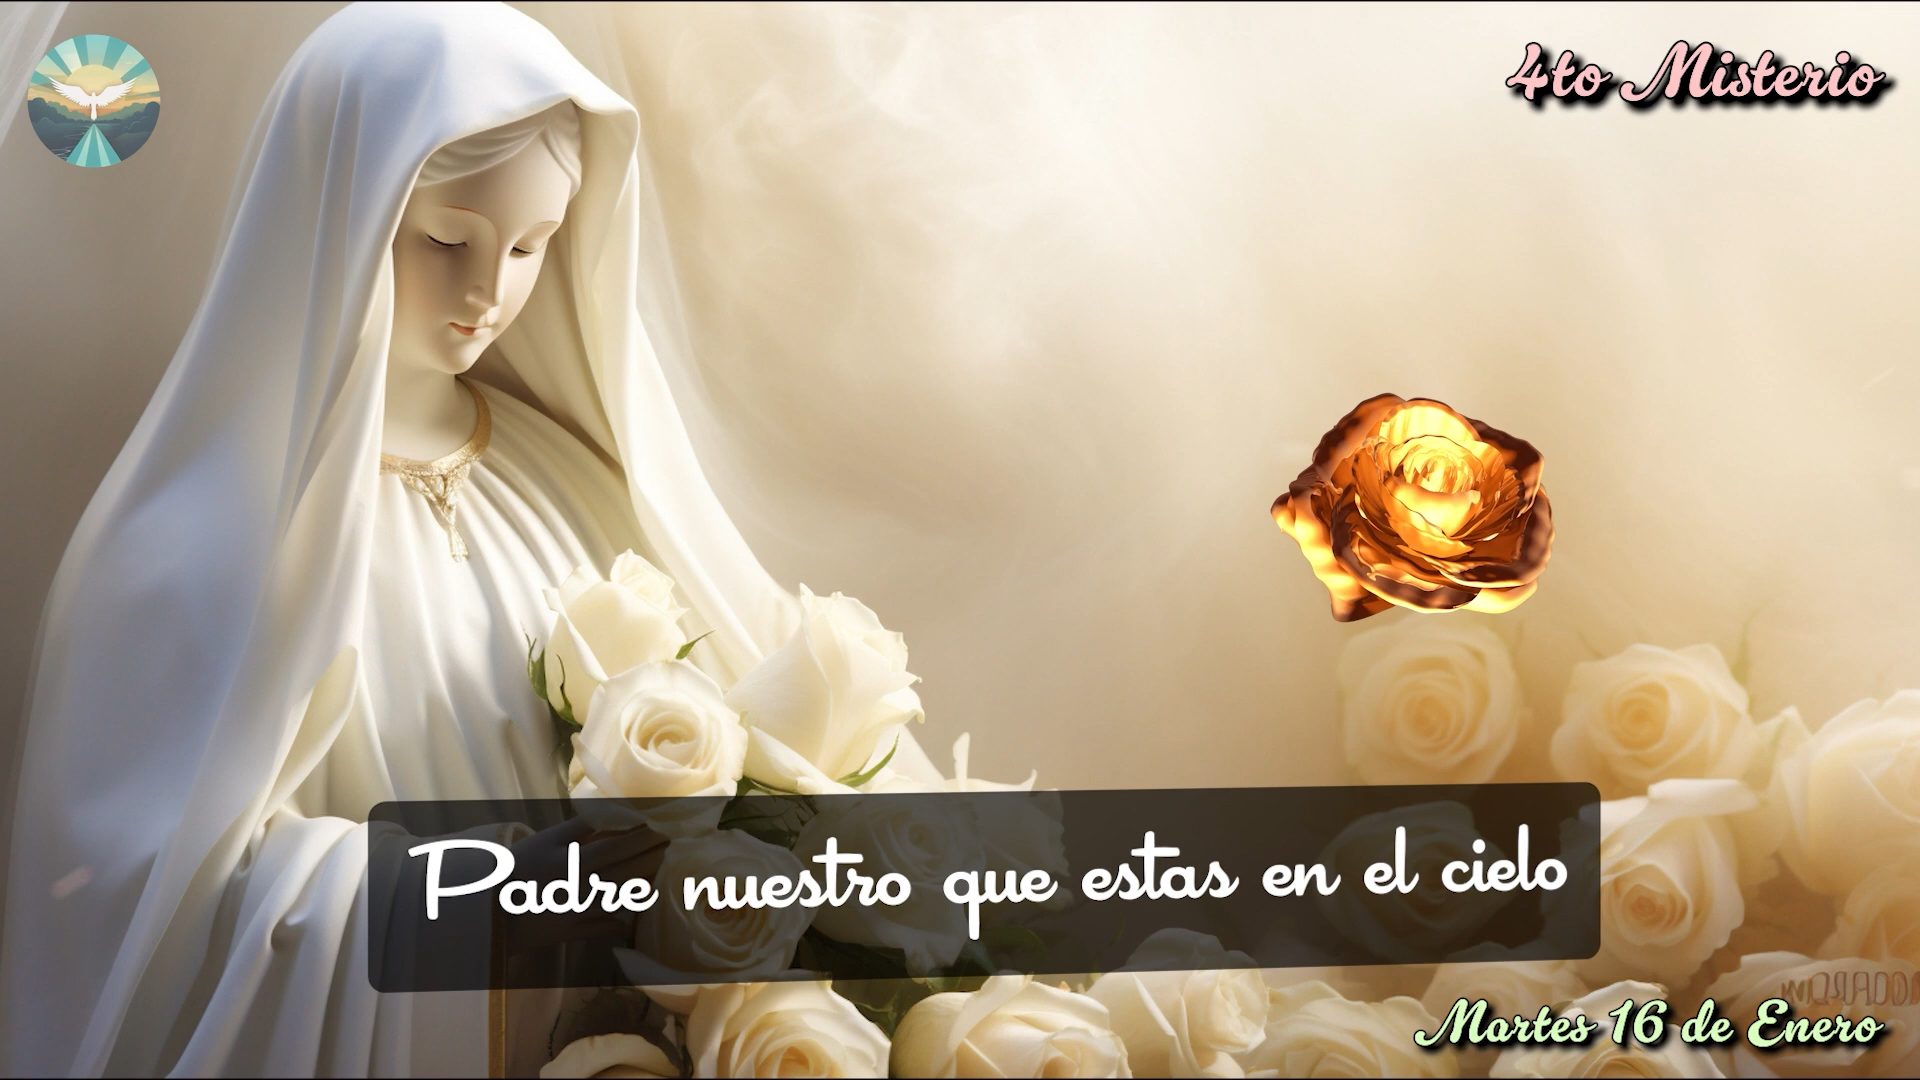 4to Misterio
Padre nuestro que estas en el cielo
Martes 16 de Enero